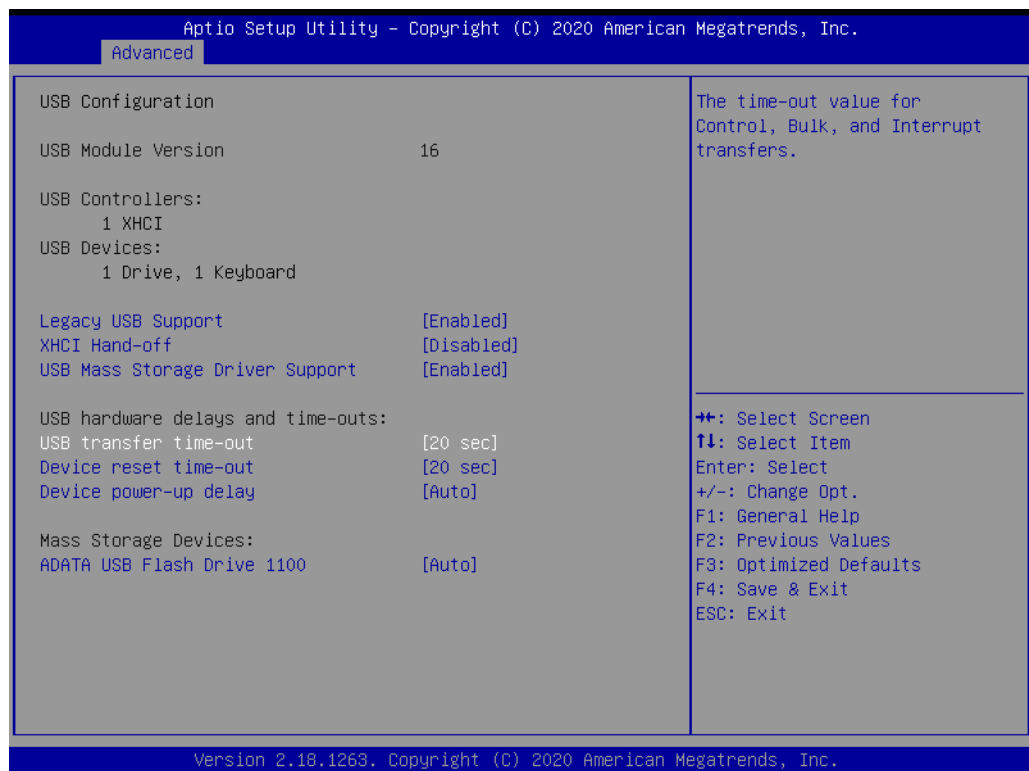 Aptio Setup Utility – Copyright (C) 2020 American Megatrends, Inc.
Advanced
USB Configuration
USB Module Version 16
USB Controllers:
1 XHCI
USB Devices:
1 Drive, 1 Keyboard
Legacy USB Support [Enabled]
XHCI Hand-off [Disabled]
USB Mass Storage Driver Support [Enabled]
USB hardware delays and time-outs:
USB transfer time-out [20 sec]
Device reset time-out [20 sec]
Device power-up delay [Auto]
Mass Storage Devices:
ADATA USB Flash Drive 1100 [Auto]
The time-out value for
Control, Bulk, and Interrupt
transfers.
→←: Select Screen
↑↓: Select Item
Enter: Select
+/-: Change Opt.
F1: General Help
F2: Previous Values
F3: Optimized Defaults
F4: Save & Exit
ESC: Exit
Version 2.18.1263. Copyright (C) 2020 American Megatrends, Inc.